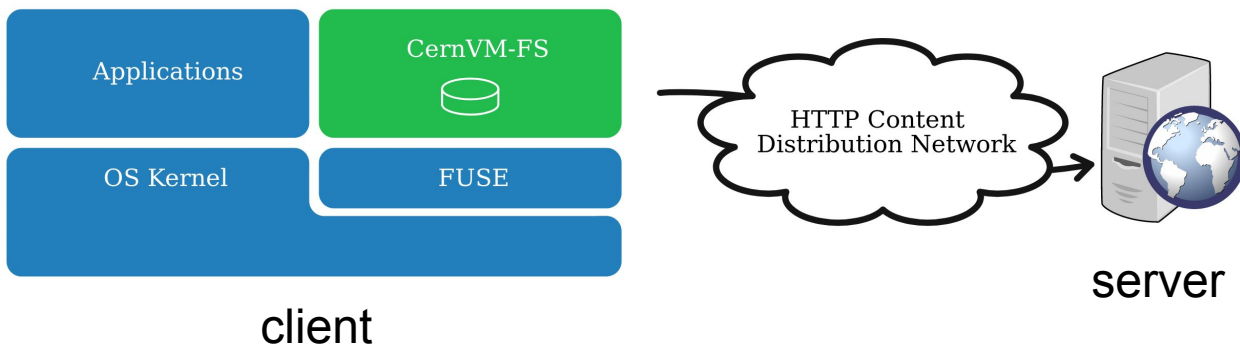 Applications
CernVM-FS
OS Kernel
FUSE
HTTP Content
Distribution Network
client
server